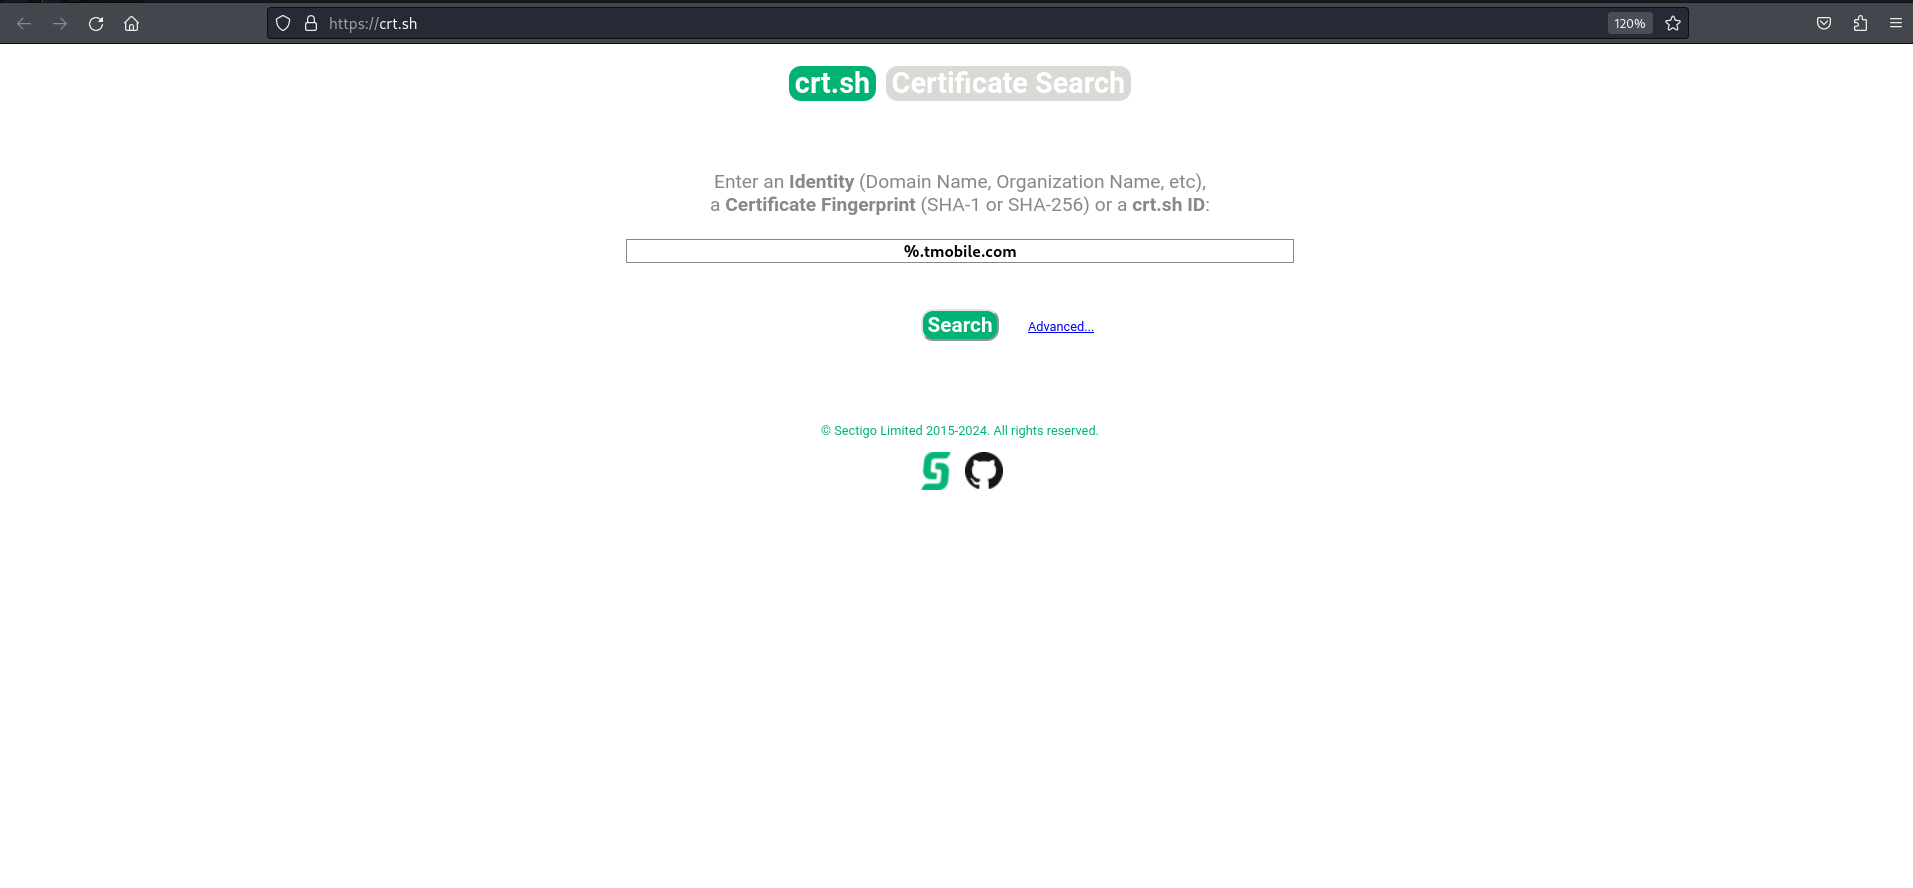 https://crt.sh
120%
crt.sh Certificate Search
Enter an Identity (Domain Name, Organization Name, etc),
a Certificate Fingerprint (SHA-1 or SHA-256) or a crt.sh ID:
%.tmobile.com
Search Advanced...
© Sectigo Limited 2015-2024. All rights reserved.